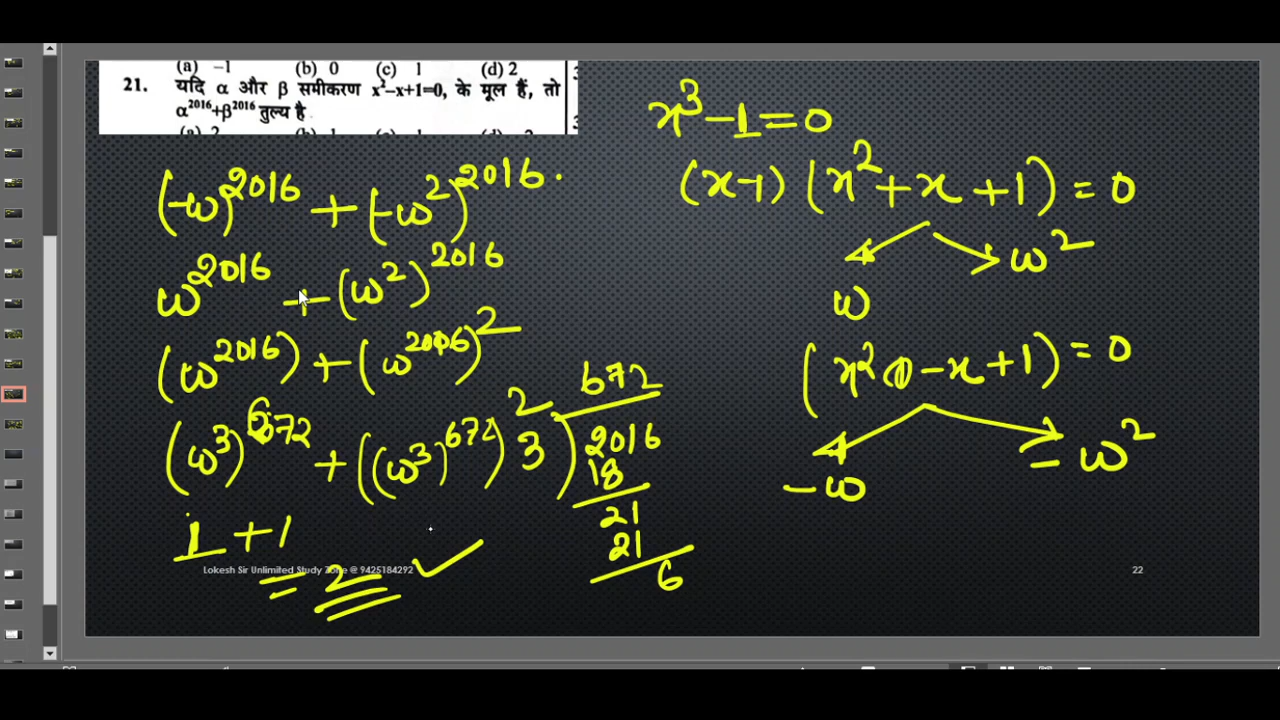 (a) -1 (b) 0 (c) 1 (d) 2
21. यदि α और β समीकरण x²-x+1=0, के मूल हैं, तो
α²⁰¹⁶+β²⁰¹⁶ तुल्य है
(-ω)²⁰¹⁶ + (-ω²)²⁰¹⁶.
ω²⁰¹⁶ + (ω²)²⁰¹⁶
(ω²⁰¹⁶) + (ω²⁰¹⁶)²
(ω³)⁶⁷² + ((ω³)⁶⁷²)²
1 + 1
2
672
3) 2016
18
21
21
6
x³ - 1 = 0
(x-1) (x² + x + 1) = 0
ω ω²
(x² - x + 1) = 0
-ω - ω²
Lokesh Sir Unlimited Study Zone @ 9425184292
22